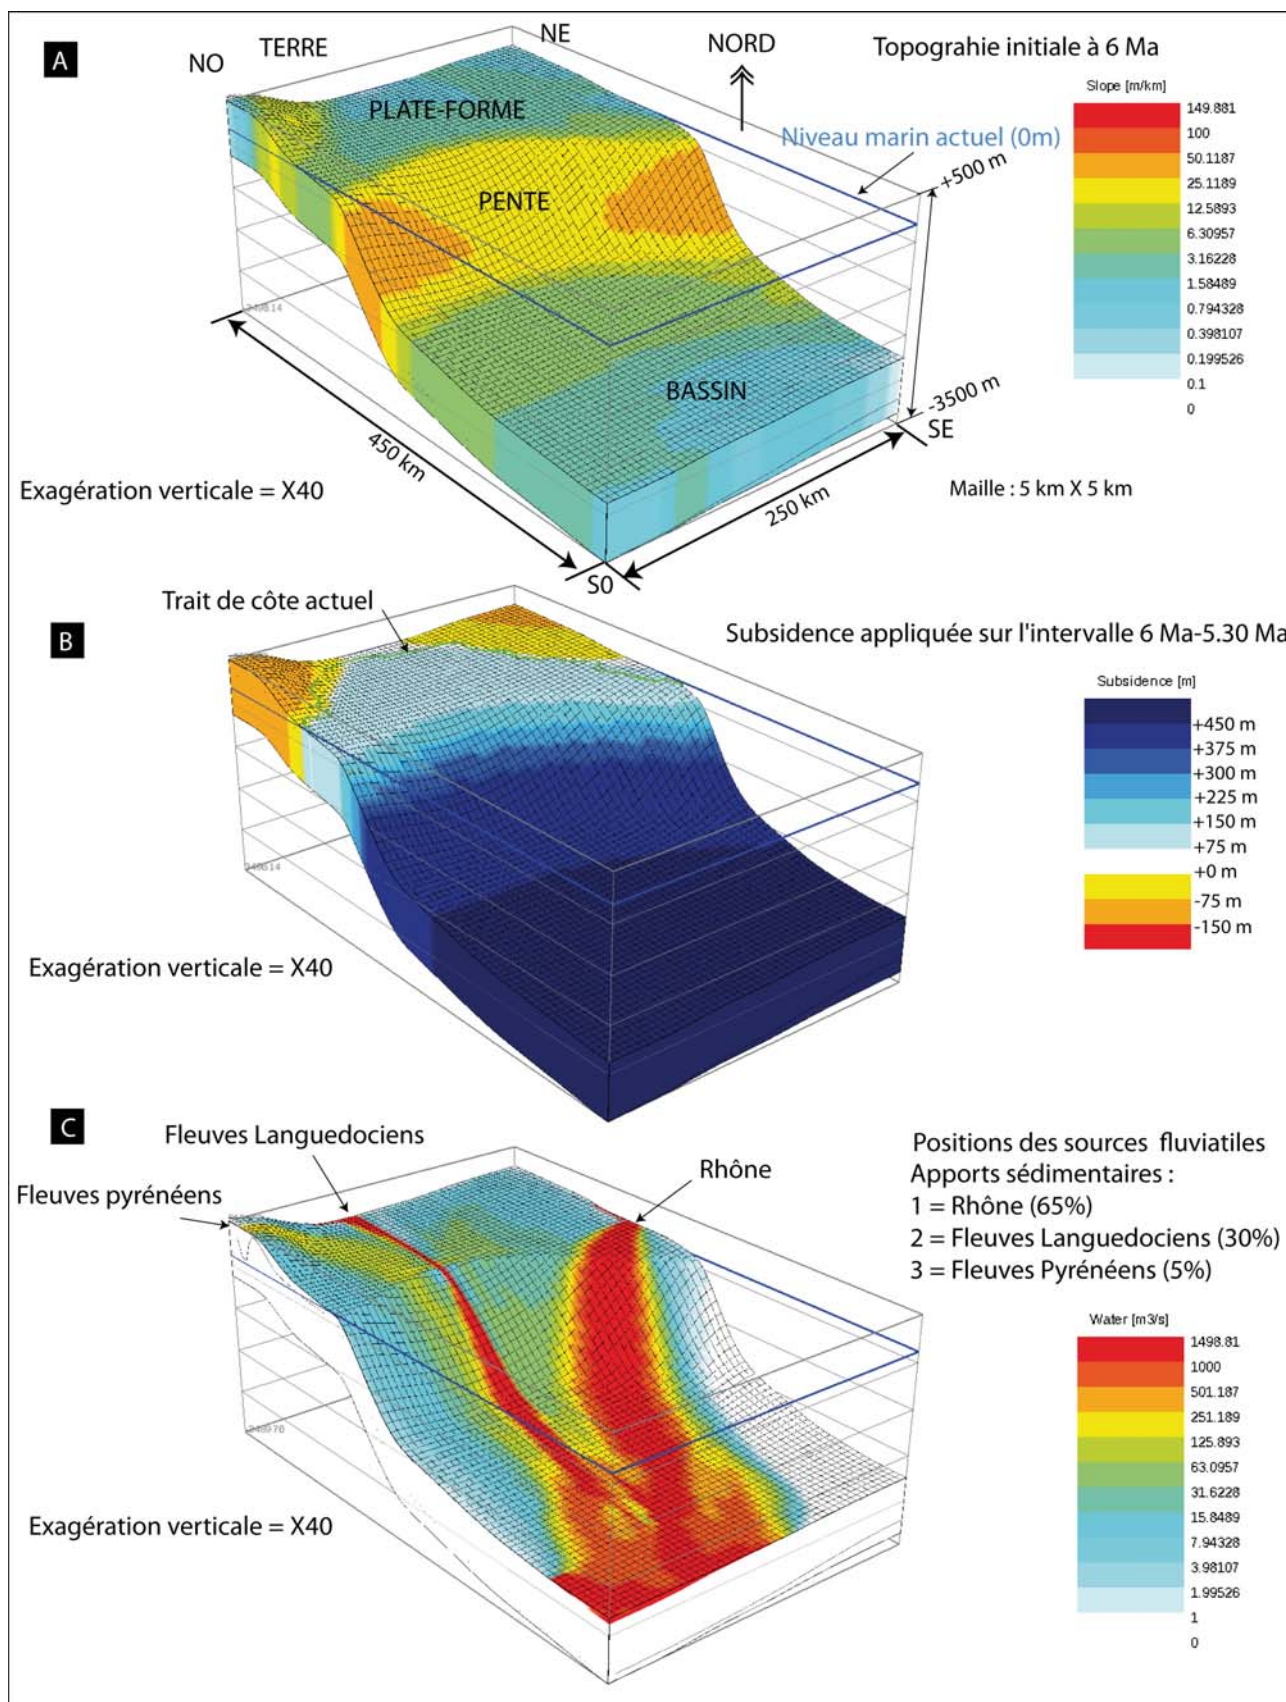 A
NO
TERRE
NE
NORD
Topograhie initiale à 6 Ma
Slope [m/km]
149.881
100
50.1187
25.1189
12.5893
6.30957
3.16228
1.58489
0.794328
0.398107
0.199526
0.1
0
PLATE-FORME
Niveau marin actuel (0m)
+500 m
PENTE
BASSIN
-3500 m
SE
450 km
250 km
S0
Exagération verticale = X40
Maille : 5 km X 5 km
B
Trait de côte actuel
Subsidence appliquée sur l'intervalle 6 Ma-5.30 Ma
Subsidence [m]
+450 m
+375 m
+300 m
+225 m
+150 m
+75 m
+0 m
-75 m
-150 m
Exagération verticale = X40
C
Fleuves Languedociens
Fleuves pyrénéens
Rhône
Positions des sources fluviatiles
Apports sédimentaires :
1 = Rhône (65%)
2 = Fleuves Languedociens (30%)
3 = Fleuves Pyrénéens (5%)
Water [m3/s]
1498.81
1000
501.187
251.189
125.893
63.0957
31.6228
15.8489
7.94328
3.98107
1.99526
1
0
Exagération verticale = X40